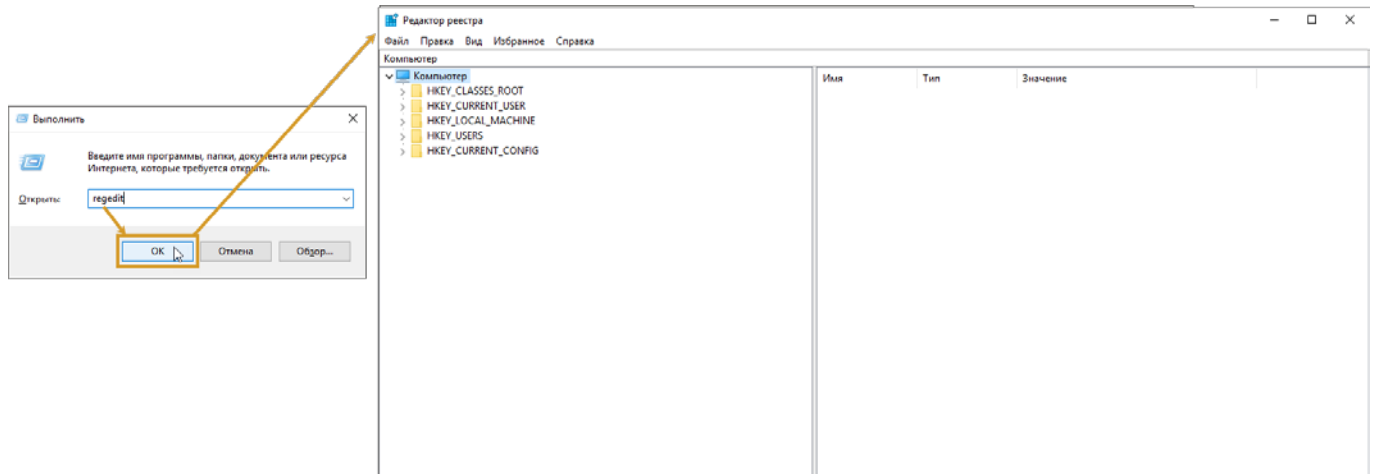 Выполнить
Введите имя программы, папки, документа или ресурса
Интернета, которые требуется открыть.
Открыть:
regedit
ОК
Отмена
Обзор...
Редактор реестра
Файл Правка Вид Избранное Справка
Компьютер
Компьютер
HKEY_CLASSES_ROOT
HKEY_CURRENT_USER
HKEY_LOCAL_MACHINE
HKEY_USERS
HKEY_CURRENT_CONFIG
Имя Тип Значение